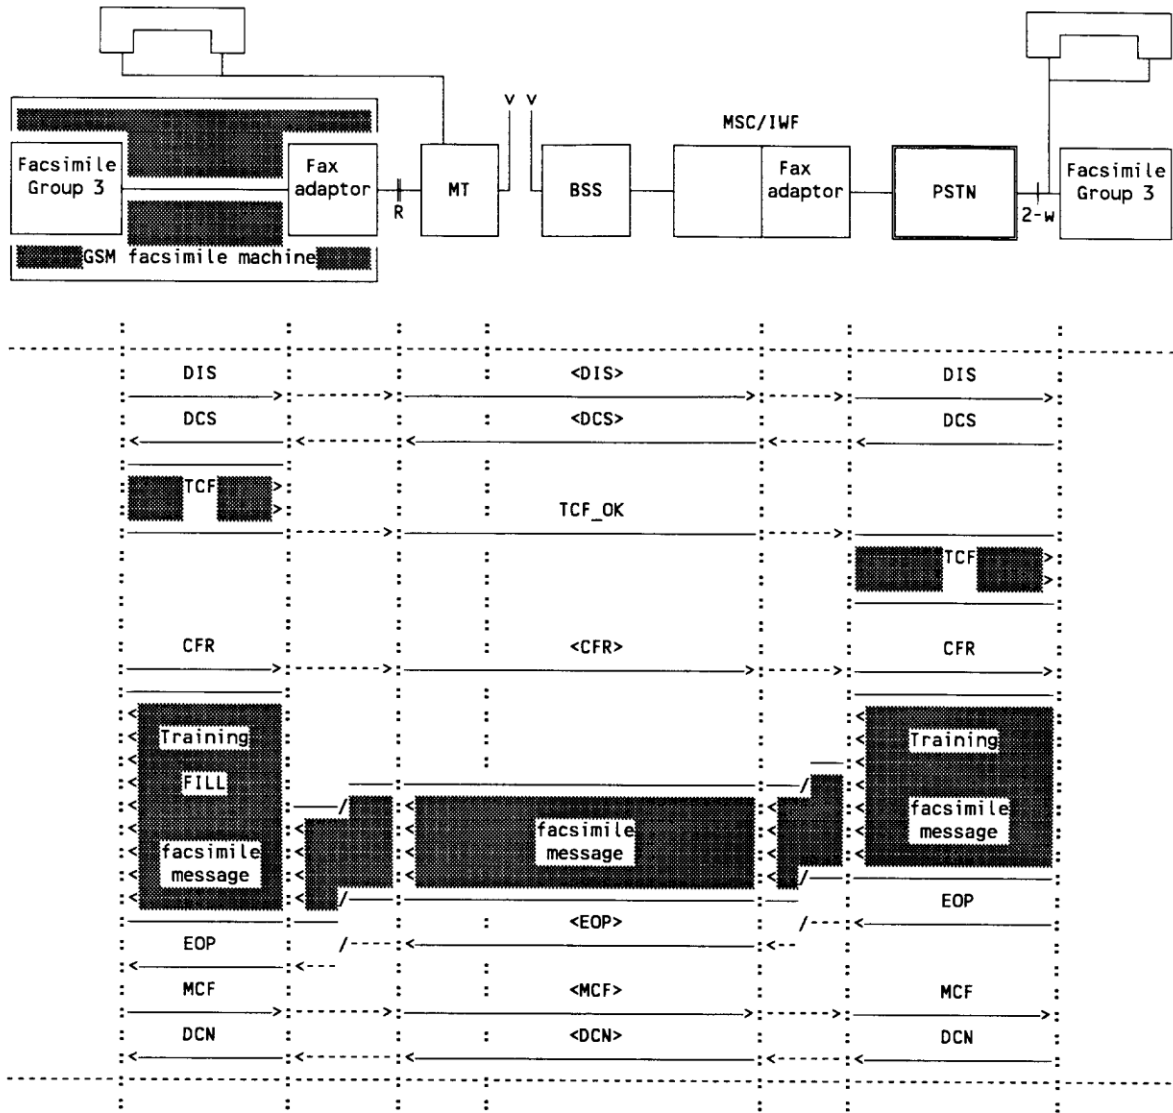 MSC/IWF
Facsimile
Group 3
Fax
adaptor
R
MT
BSS
Fax
adaptor
PSTN
2-w
Facsimile
Group 3
GSM facsimile machine
DIS <DIS> DIS
DCS <DCS> DCS
TCF
TCF_OK
TCF
CFR <CFR> CFR
Training Training
FILL
facsimile
message
facsimile
message
facsimile
message
EOP
<EOP>
EOP
MCF <MCF> MCF
DCN <DCN> DCN